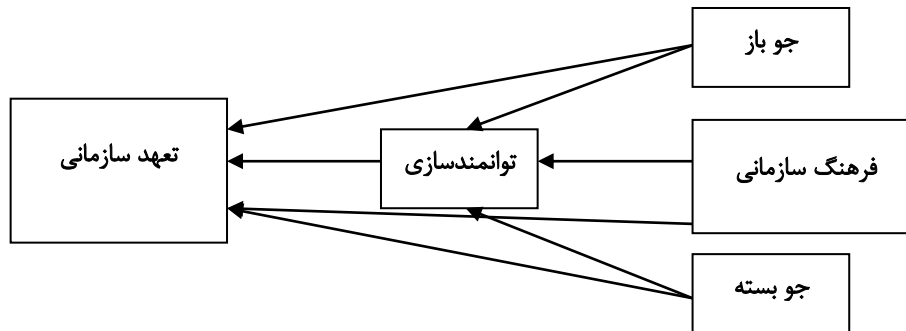 جو باز
تعهد سازمانی
توانمندسازی
فرهنگ سازمانی
جو بسته